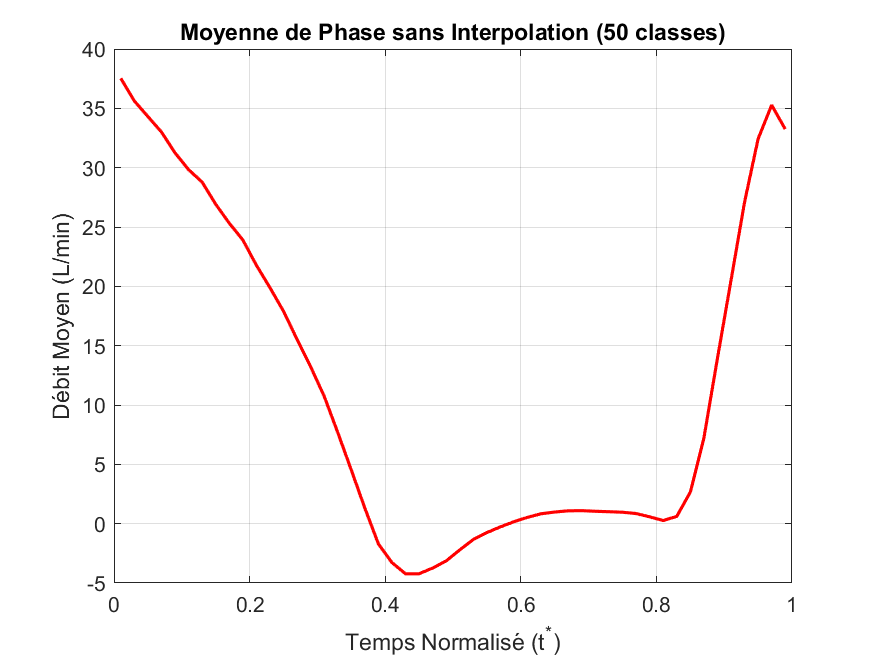 Moyenne de Phase sans Interpolation (50 classes)
40
35
30
25
20
15
10
5
0
-5
Débit Moyen (L/min)
0 0.2 0.4 0.6 0.8 1
Temps Normalisé (t*)